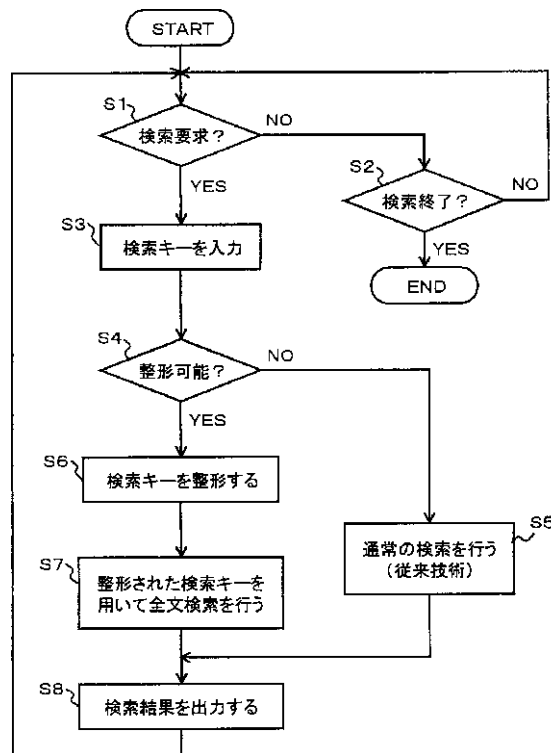 START
S1
検索要求？
NO
YES
S2
検索終了？
NO
YES
END
S3
検索キーを入力
S4
整形可能？
NO
YES
S6
検索キーを整形する
S5
通常の検索を行う
（従来技術）
S7
整形された検索キーを
用いて全文検索を行う
S8
検索結果を出力する